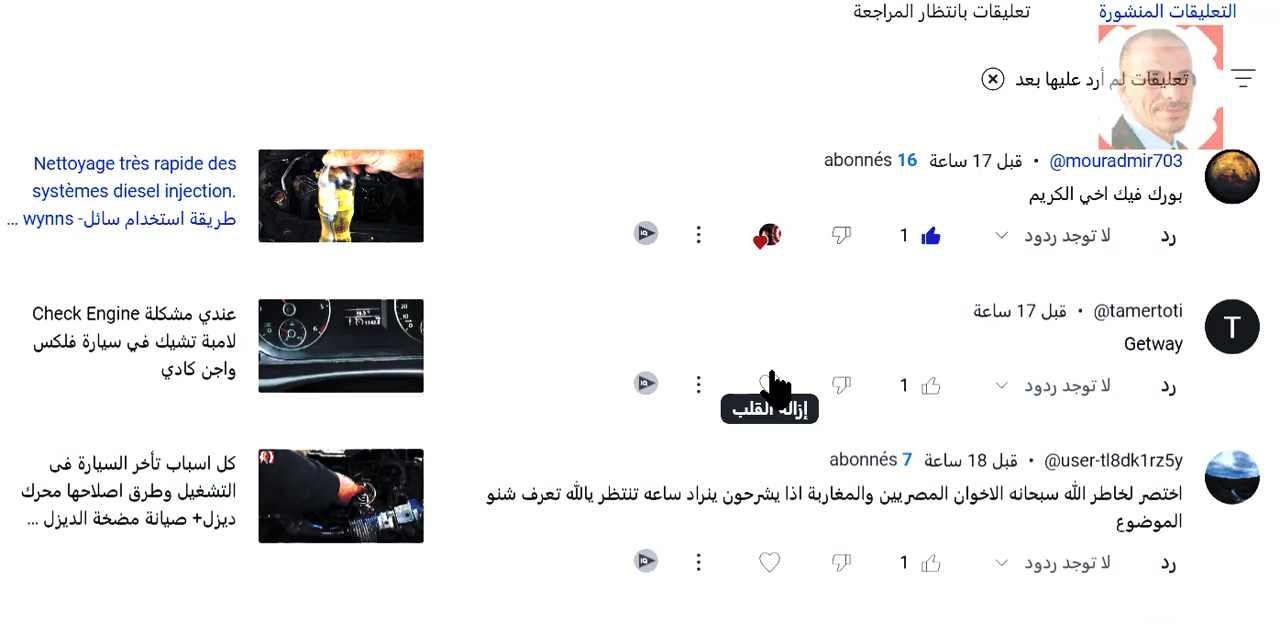 التعليقات المنشورة
تعليقات بانتظار المراجعة
تعليقات لم أرد عليها بعد
@mouradmir703 • قبل 17 ساعة 16 abonnés
بورك فيك اخي الكريم
رد
لا توجد ردود
1
Nettoyage très rapide des
systèmes diesel injection.
طريقة استخدام سائل- wynns ...
@tamertoti • قبل 17 ساعة
Getway
رد
لا توجد ردود
1
إزالة القلب
عندي مشكلة Check Engine
لامبة تشيك في سيارة فلكس
واجن كادي
@user-tl8dk1rz5y • قبل 18 ساعة 7 abonnés
اختصر لخاطر الله سبحانه الاخوان المصريين والمغاربة اذا يشرحون ينراد ساعه تنتظر يالله تعرف شنو
الموضوع
رد
لا توجد ردود
1
كل اسباب تأخر السيارة فى
التشغيل وطرق اصلاحها محرك
ديزل+ صيانة مضخة الديزل ...
T